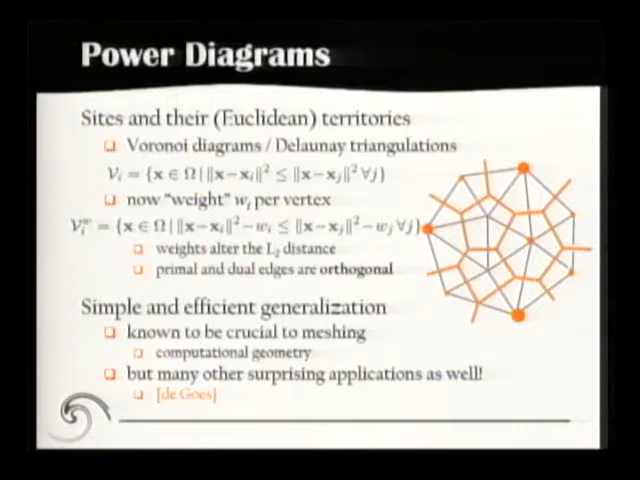 Power Diagrams
Sites and their (Euclidean) territories
Voronoi diagrams / Delaunay triangulations
𝒱ᵢ = {x ∈ Ω | ‖x−xᵢ‖² ≤ ‖x−xⱼ‖² ∀j}
now "weight" wᵢ per vertex
𝒱ᵢʷ = {x ∈ Ω | ‖x−xᵢ‖²−wᵢ ≤ ‖x−xⱼ‖²−wⱼ ∀j}
weights alter the L₂ distance
primal and dual edges are orthogonal
Simple and efficient generalization
known to be crucial to meshing
computational geometry
but many other surprising applications as well!
[de Goes]